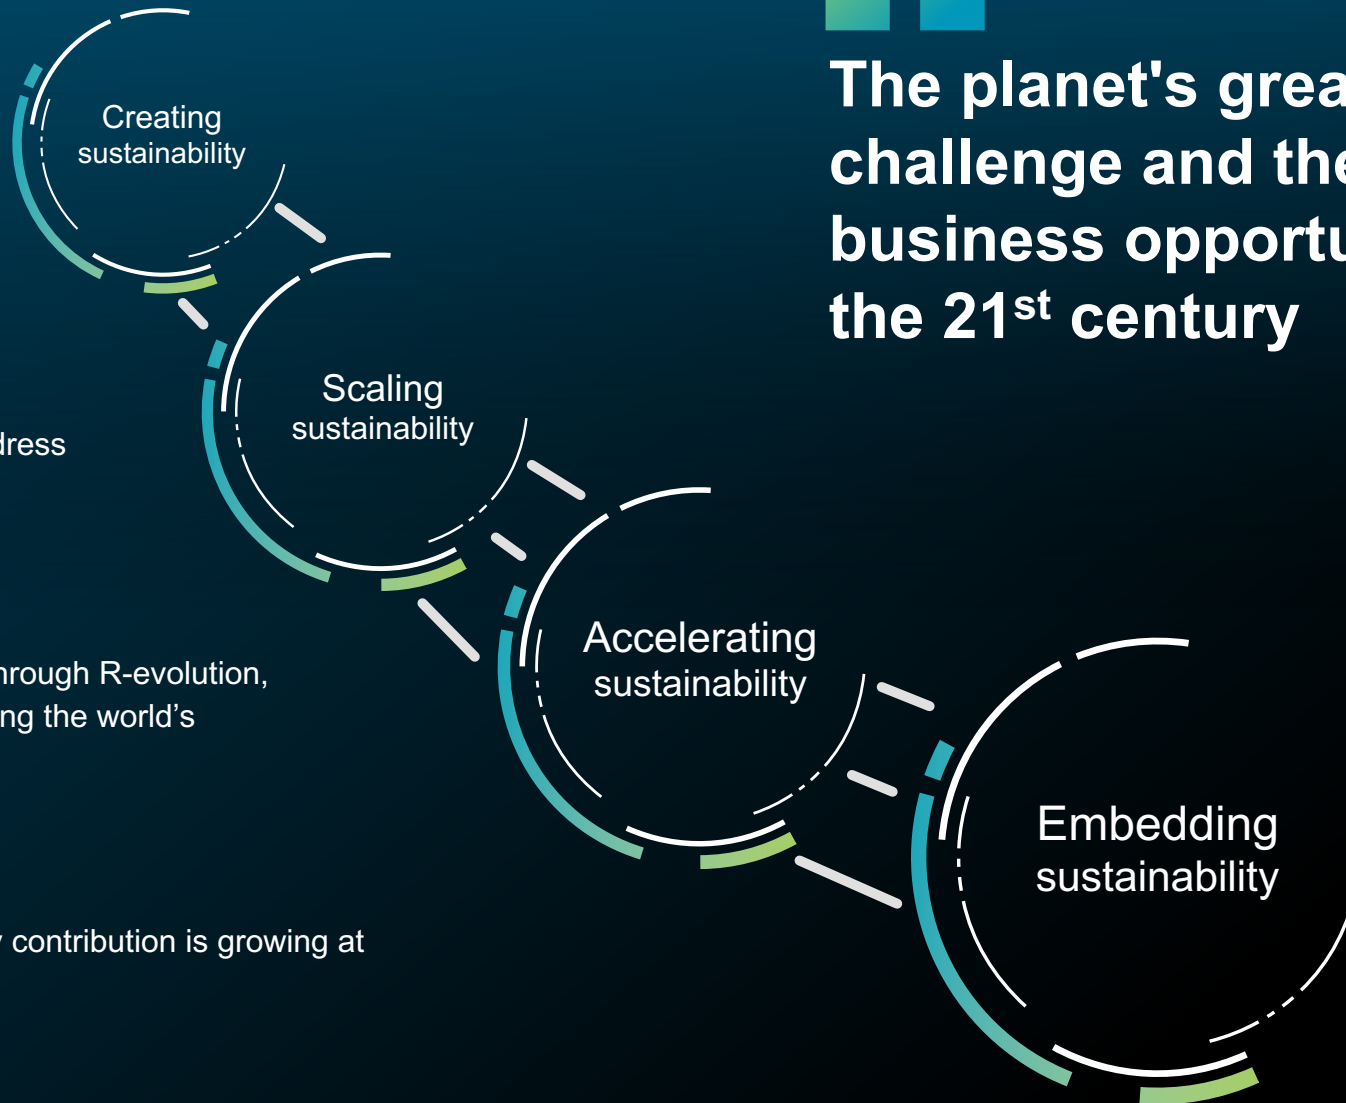 The planet's grea
challenge and the
business opportu
the 21st century
Creating
sustainability
Scaling
sustainability
dress
hrough R-evolution,
ng the world's
Accelerating
sustainability
Embedding
sustainability
contribution is growing at